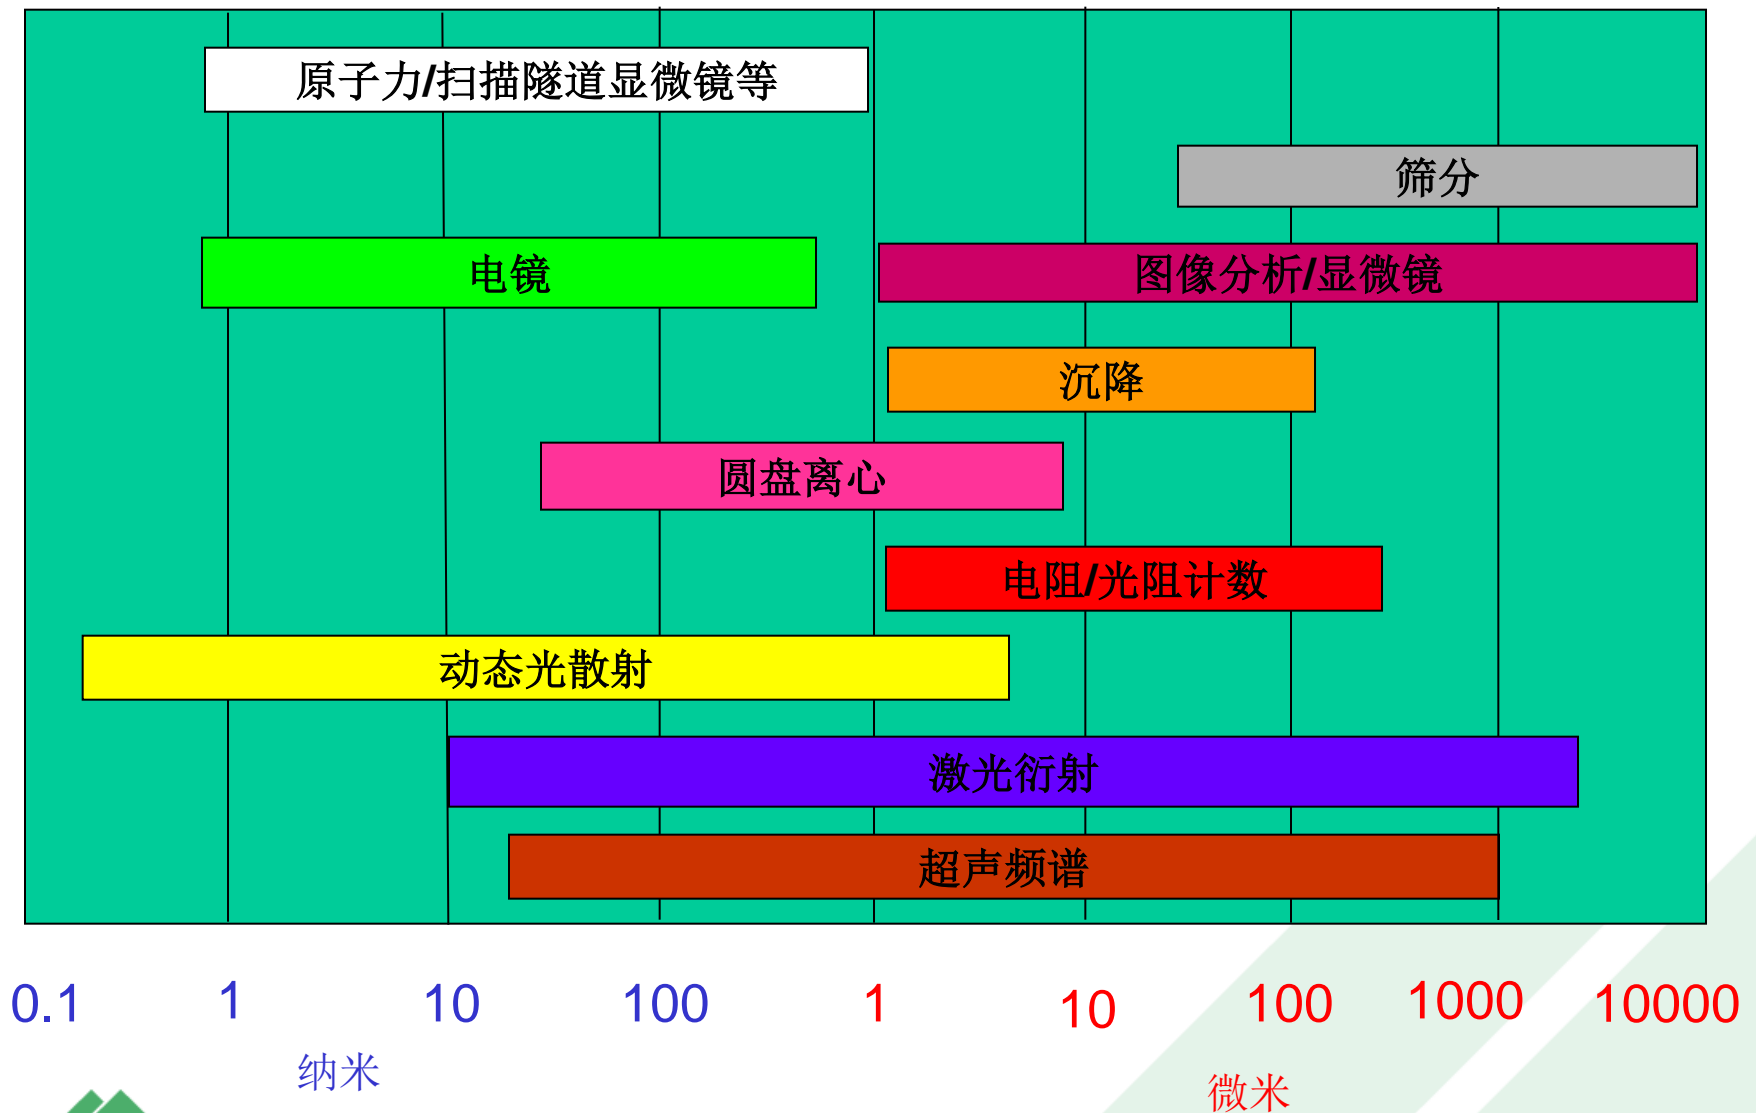 原子力/扫描隧道显微镜等
筛分
电镜
图像分析/显微镜
沉降
圆盘离心
电阻/光阻计数
动态光散射
激光衍射
超声频谱
0.1 1 10 100 1 10 100 1000 10000
纳米
微米